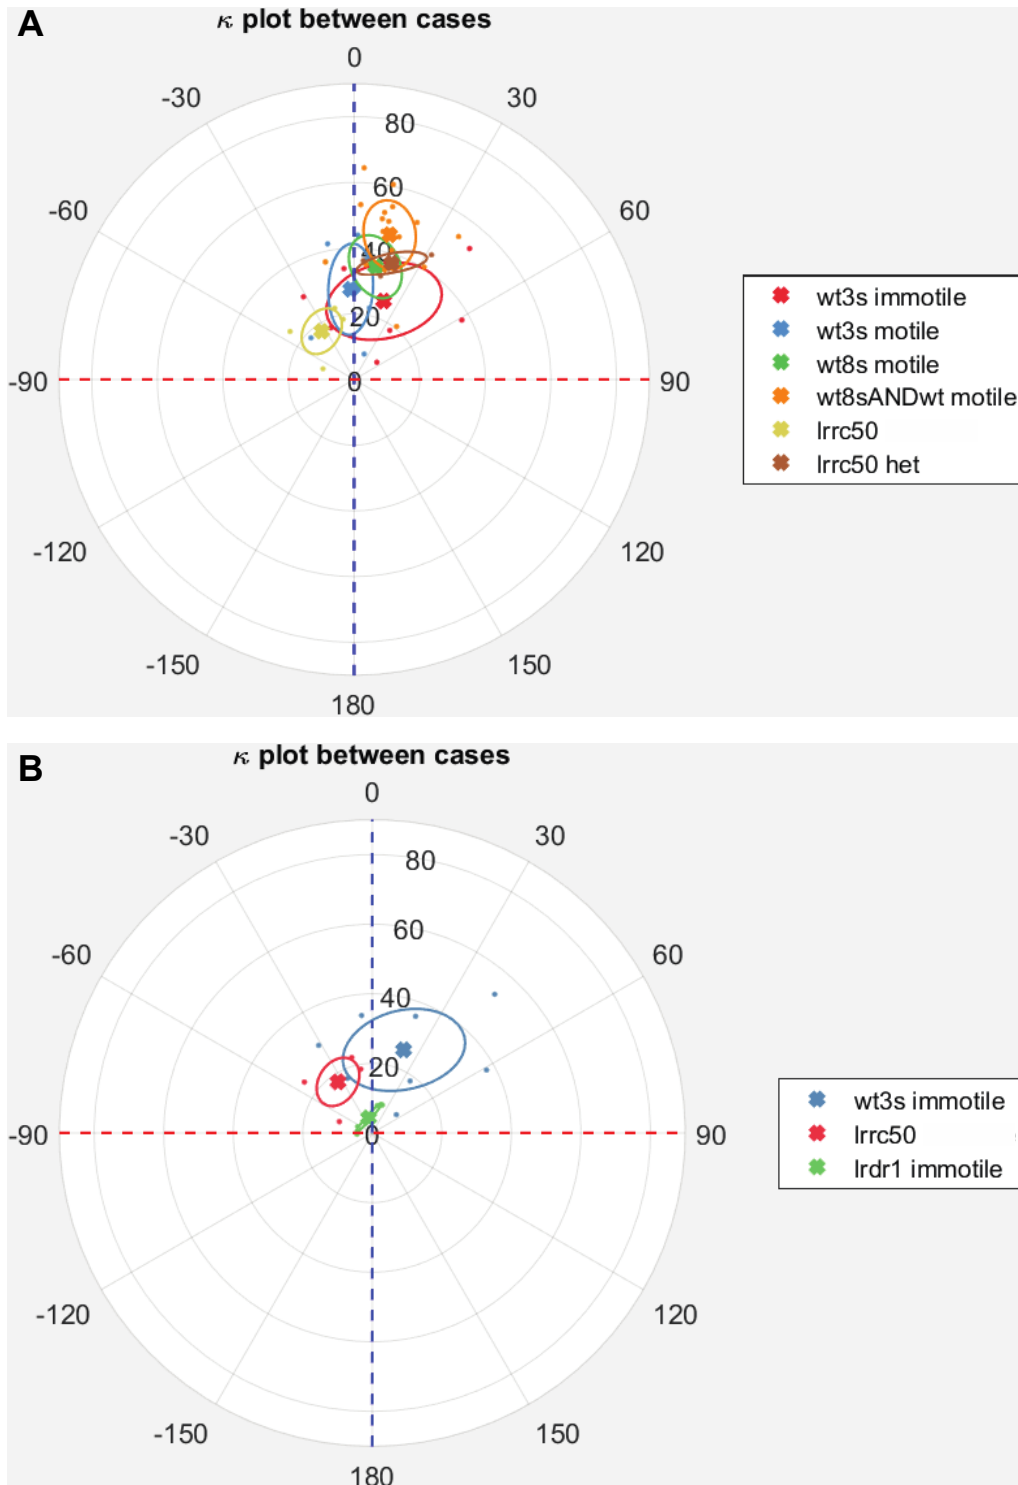 A
κ plot between cases
0
-30
30
80
60
-60
60
40
20
wt3s immotile
wt3s motile
wt8s motile
wt8sANDwt motile
lrrc50
lrrc50 het
-90
0
90
-120
120
-150
150
180
B
κ plot between cases
0
-30
30
80
60
-60
60
40
20
wt3s immotile
lrrc50
lrdr1 immotile
-90
0
90
-120
120
-150
150
180